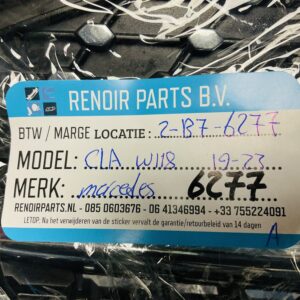 RENOIR PARTS B.V.
BTW / MARGE LOCATIE : 2-B7-6277
MODEL: CLA W118 19-23
MERK: marcedes 6277
RENOIRPARTS.NL - 085 0603676 - 06 41346994 - +33 755224091
LETOP: Na het verwijderen van de sticker vervalt de garantie/retourbeleid van 14 dagen
A